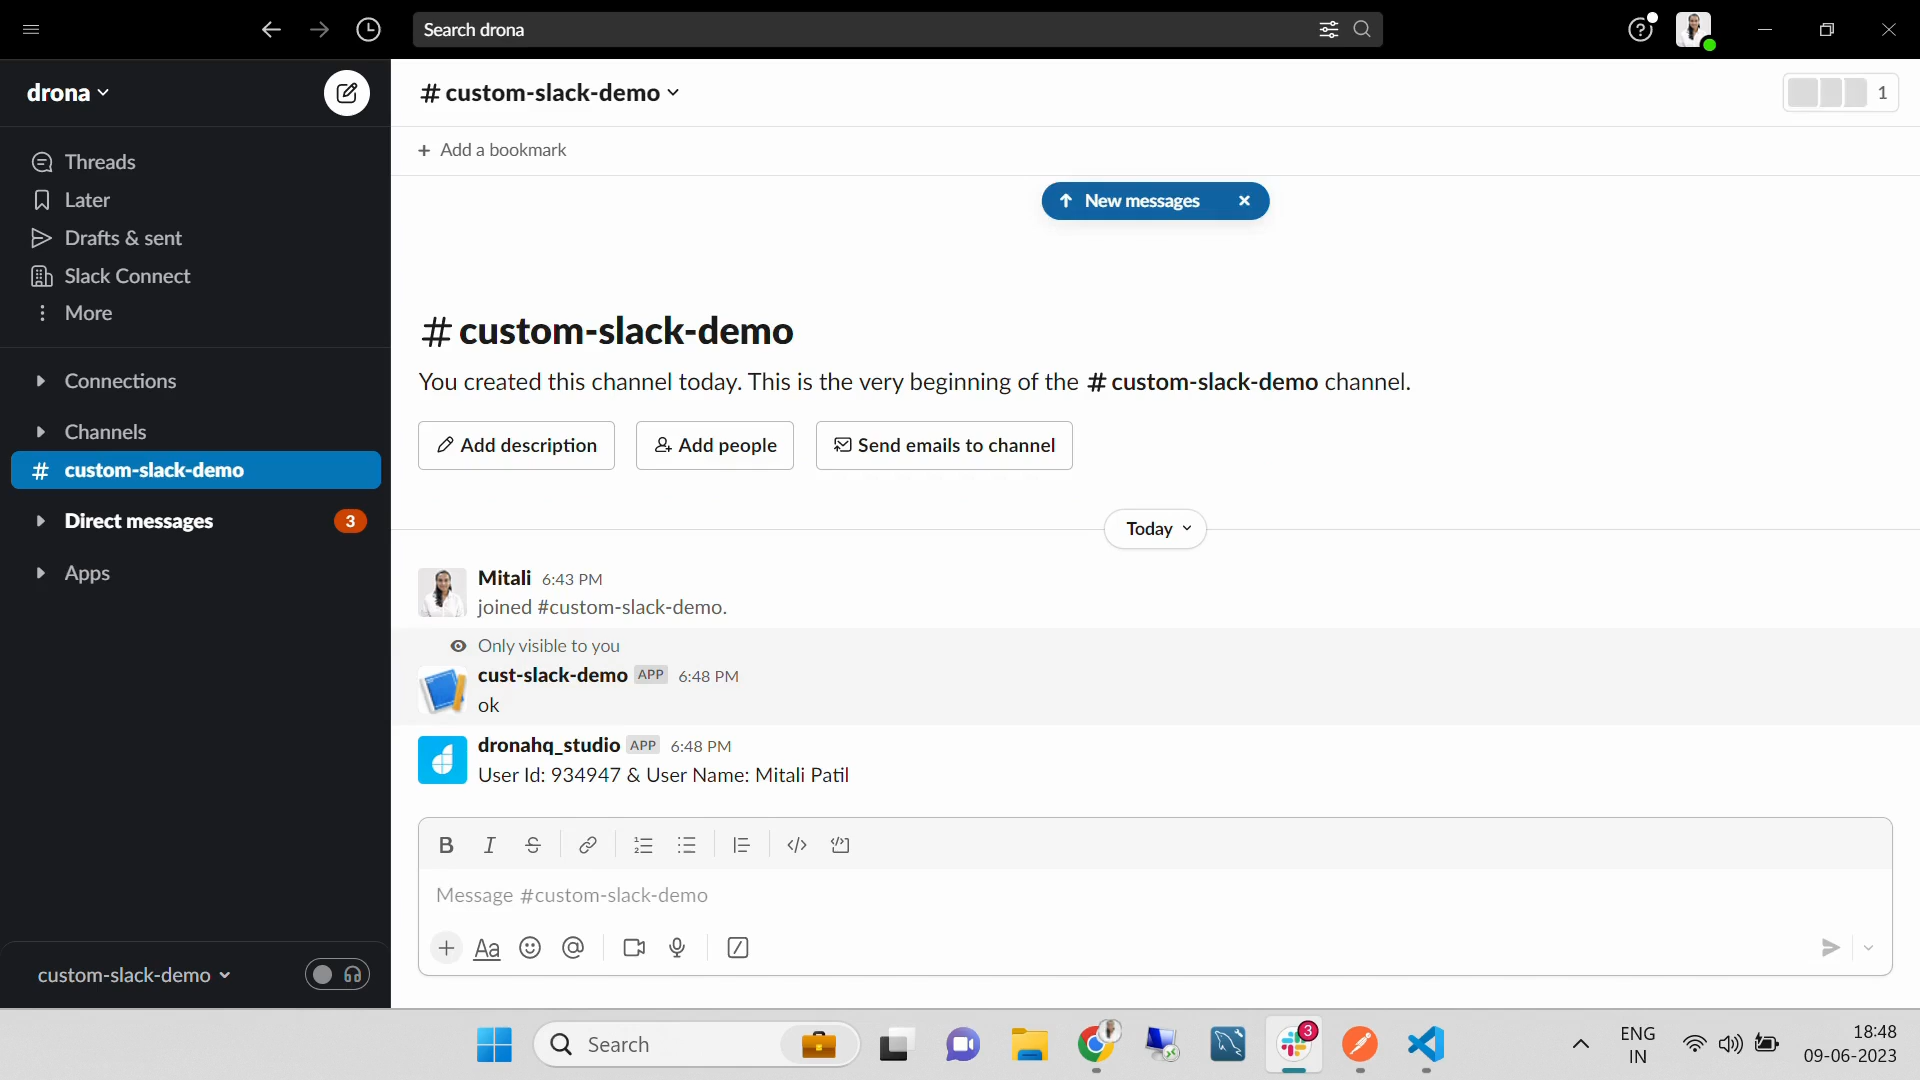 Search drona
drona
# custom-slack-demo
1
+ Add a bookmark
Threads
Later
Drafts & sent
Slack Connect
More
Connections
Channels
# custom-slack-demo
Direct messages 3
Apps
custom-slack-demo
New messages
# custom-slack-demo
You created this channel today. This is the very beginning of the # custom-slack-demo channel.
Add description Add people Send emails to channel
Today
Mitali 6:43 PM
joined #custom-slack-demo.
Only visible to you
cust-slack-demo APP 6:48 PM
ok
dronahq_studio APP 6:48 PM
User Id: 934947 & User Name: Mitali Patil
Message #custom-slack-demo
Aa
Search
3
ENG
IN
18:48
09-06-2023